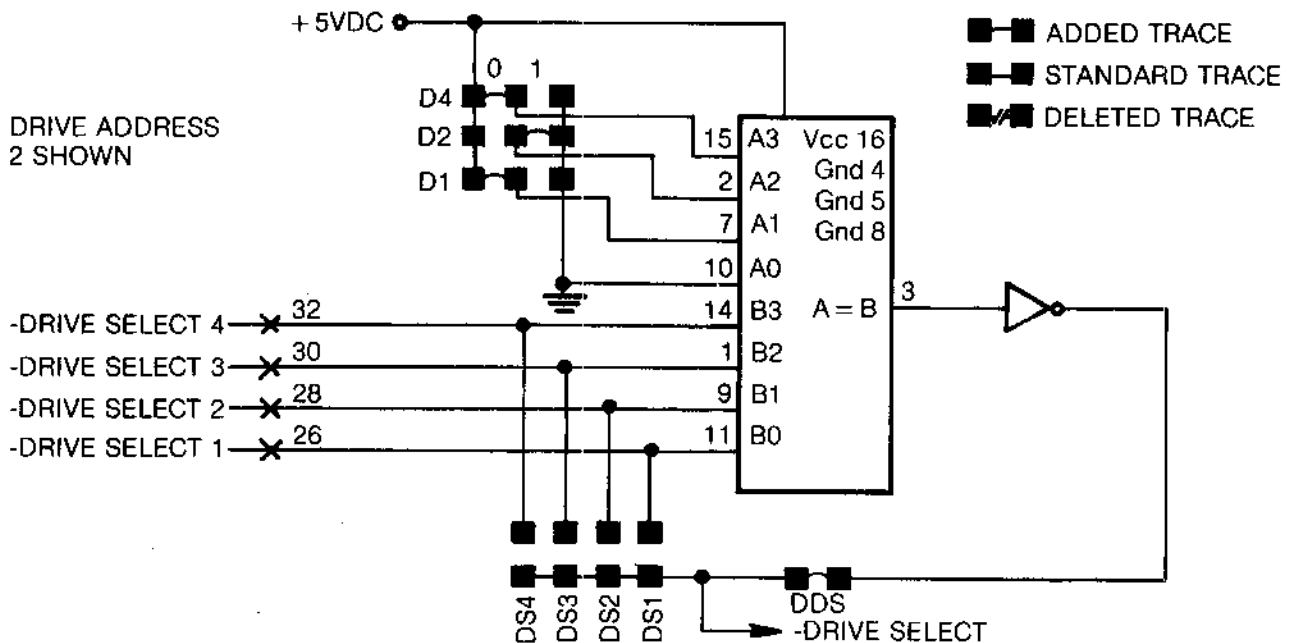 +5VDC
ADDED TRACE
STANDARD TRACE
DELETED TRACE
DRIVE ADDRESS
2 SHOWN
0 1
D4
D2
D1
15 A3 Vcc 16
2 A2 Gnd 4
7 A1 Gnd 5
Gnd 8
10 A0
14 B3 A = B 3
1 B2
9 B1
11 B0
-DRIVE SELECT 4 32
-DRIVE SELECT 3 30
-DRIVE SELECT 2 28
-DRIVE SELECT 1 26
DS4
DS3
DS2
DS1
DDS
-DRIVE SELECT